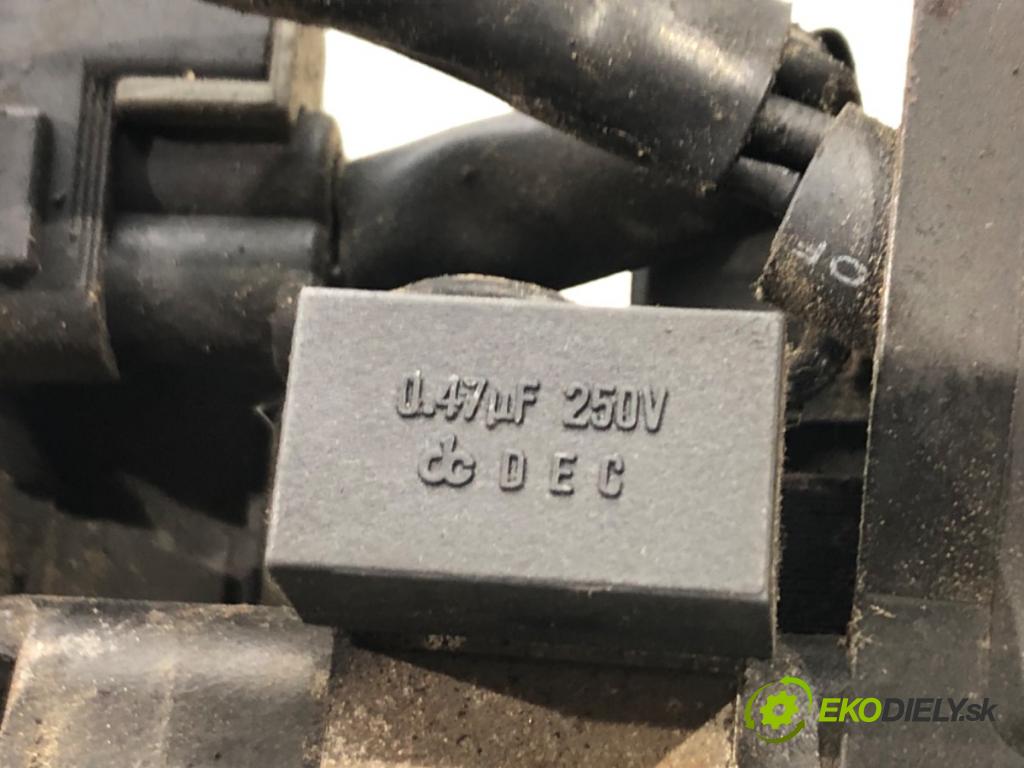 0.47µF 250V
DEC
EKODIELY.sk